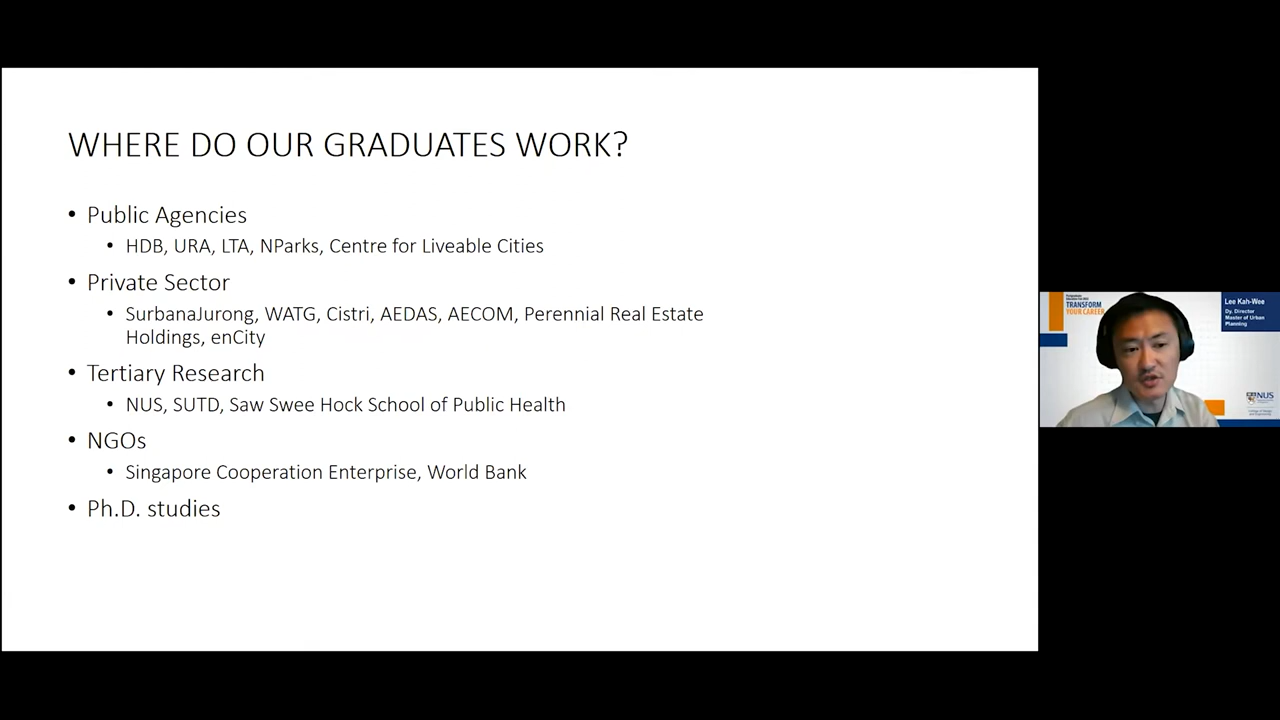 WHERE DO OUR GRADUATES WORK?
• Public Agencies
• HDB, URA, LTA, NParks, Centre for Liveable Cities
• Private Sector
• SurbanaJurong, WATG, Cistri, AEDAS, AECOM, Perennial Real Estate
Holdings, enCity
• Tertiary Research
• NUS, SUTD, Saw Swee Hock School of Public Health
• NGOs
• Singapore Cooperation Enterprise, World Bank
• Ph.D. studies
TRANSFORM
YOUR CAREER
Lee Kah-Wee
Dy. Director
Master of Urban
Planning
NUS